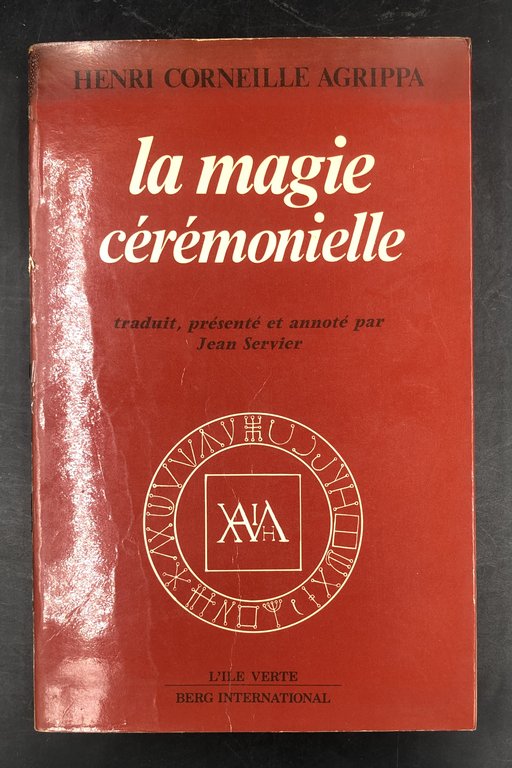 HENRI CORNEILLE AGRIPPA
la magie
cérémonielle
traduit, présenté et annoté par
Jean Servier
L'ILE VERTE
BERG INTERNATIONAL